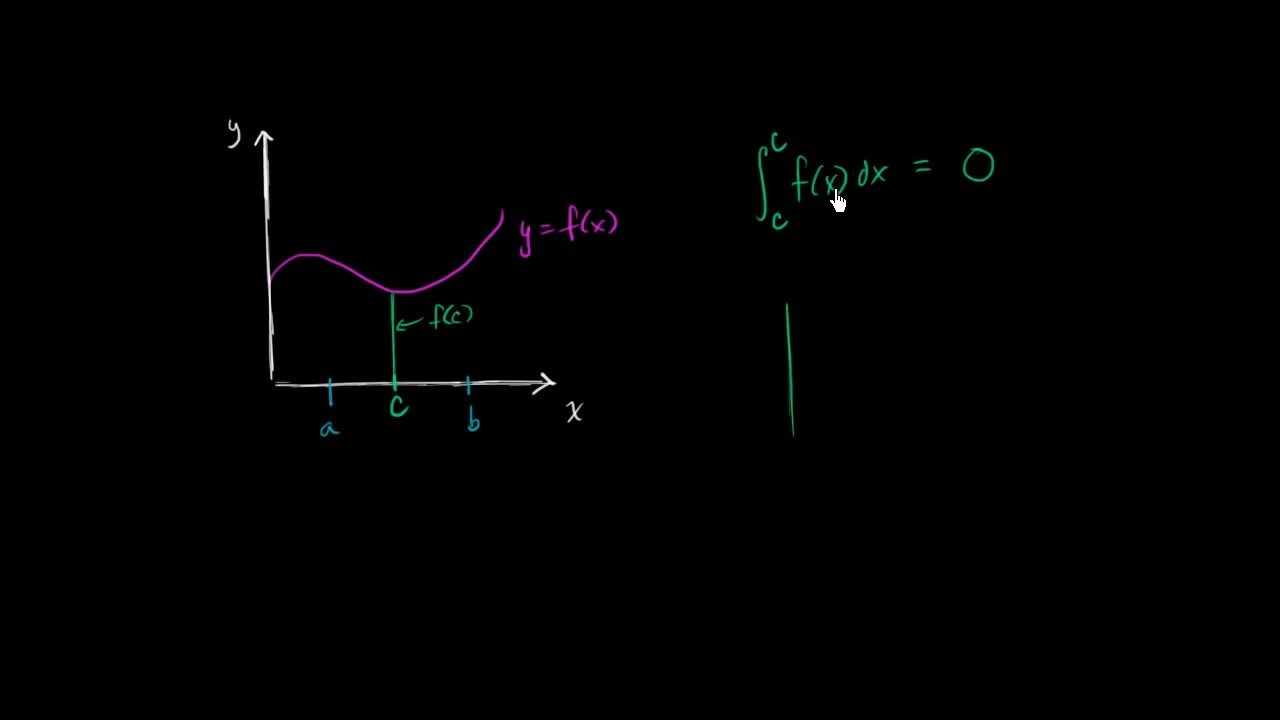 y
∫_c^c f(x) dx = 0
y = f(x)
← f(c)
a
c
b
x